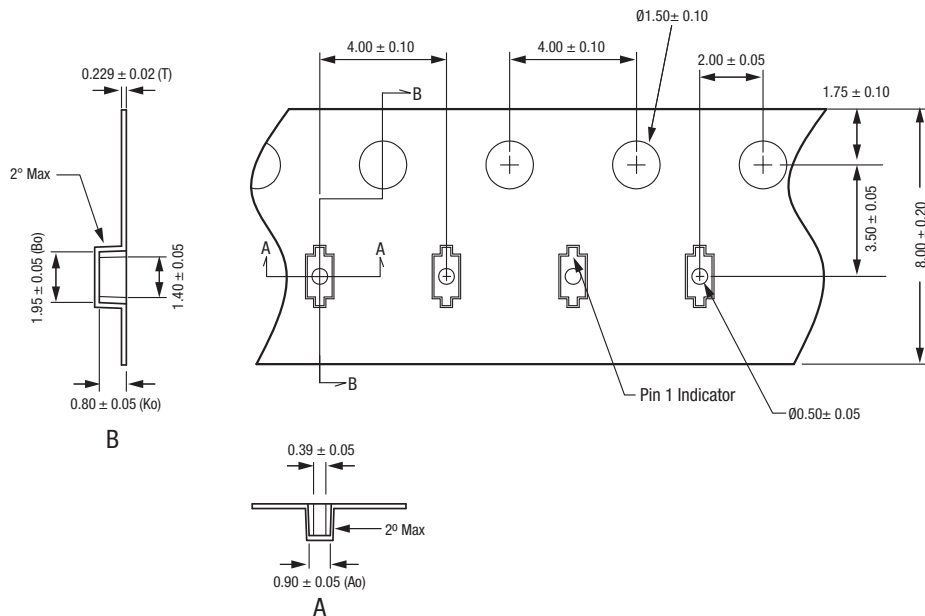 Ø1.50± 0.10
4.00 ± 0.10
4.00 ± 0.10
2.00 ± 0.05
0.229 ± 0.02 (T)
B
1.75 ± 0.10
2º Max
3.50 ± 0.05
8.00 ± 0.20
A
A
1.95 ± 0.05 (Bo)
1.40 ± 0.05
B
Pin 1 Indicator
0.80 ± 0.05 (Ko)
Ø0.50± 0.05
B
0.39 ± 0.05
2º Max
0.90 ± 0.05 (Ao)
A